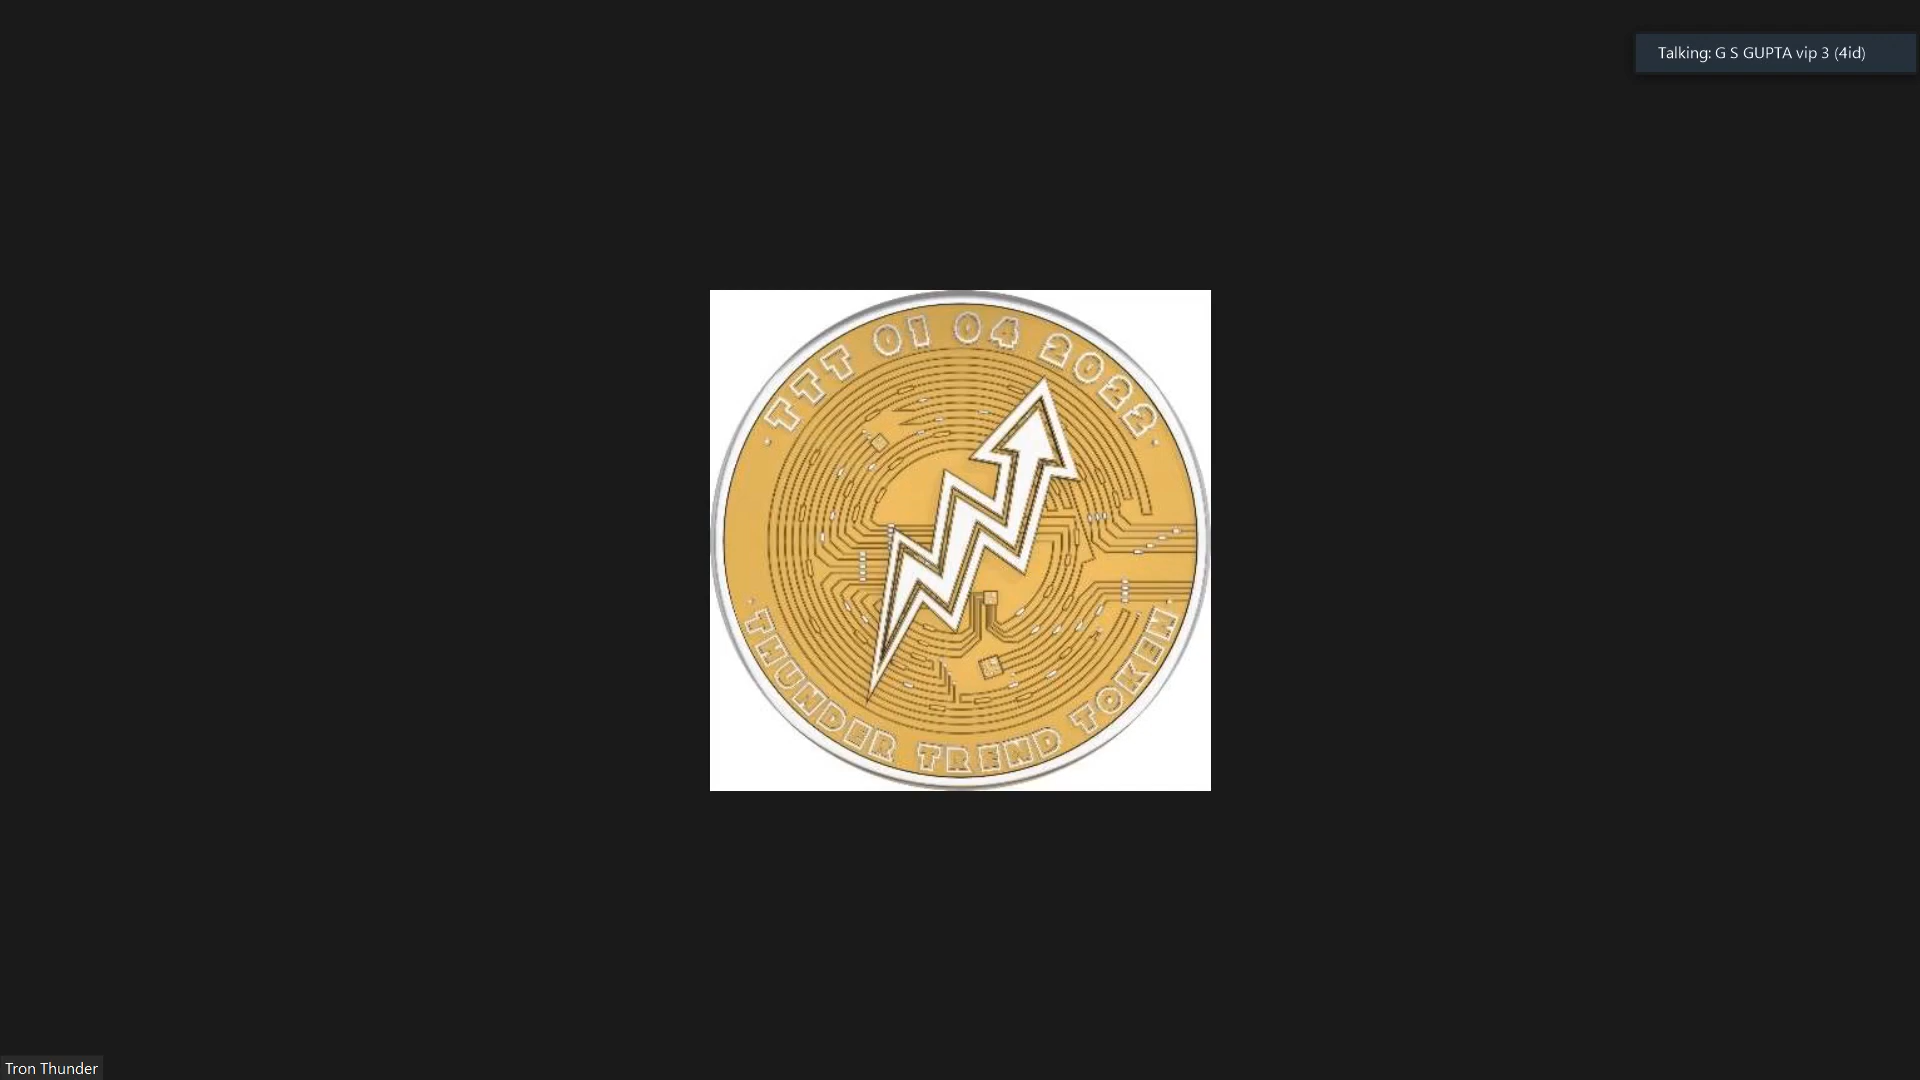 Talking: G S GUPTA vip 3 (4id)
TTT 01 04 2022
THUNDER TREND TOKEN
Tron Thunder